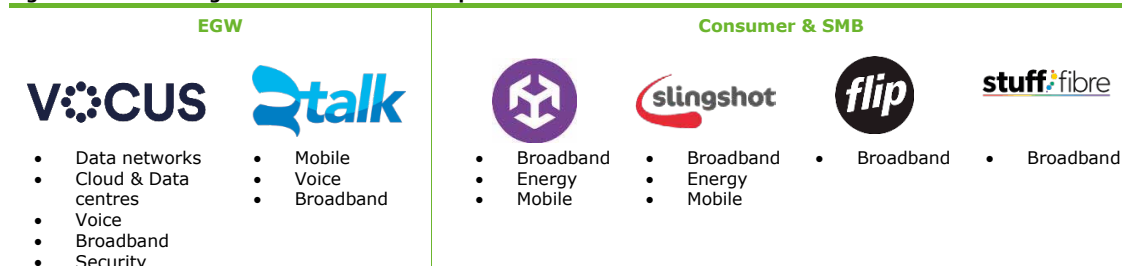 EGW
Consumer & SMB
VOCUS
2talk
slingshot
flip
stuff fibre
• Data networks
• Cloud & Data
centres
• Voice
• Broadband
• Security
• Mobile
• Voice
• Broadband
• Broadband
• Energy
• Mobile
• Broadband
• Energy
• Mobile
• Broadband
• Broadband